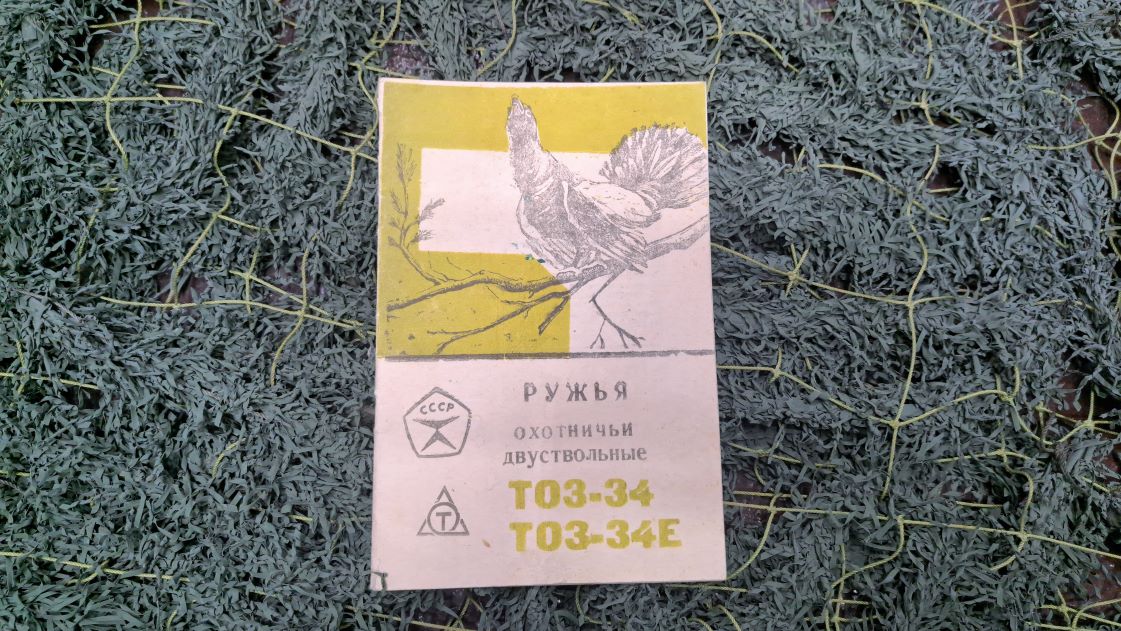 СССР
РУЖЬЯ
охотничьи
двуствольные
Т
ТОЗ-34
ТОЗ-34Е